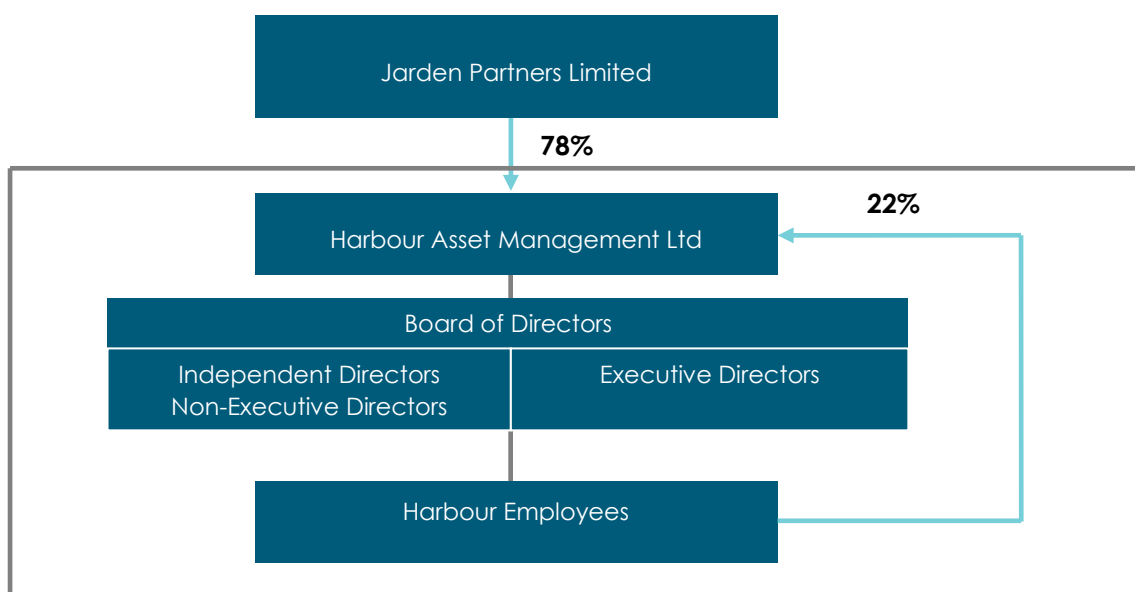 Jarden Partners Limited
78%
Harbour Asset Management Ltd
22%
Board of Directors
Independent Directors
Non-Executive Directors
Executive Directors
Harbour Employees